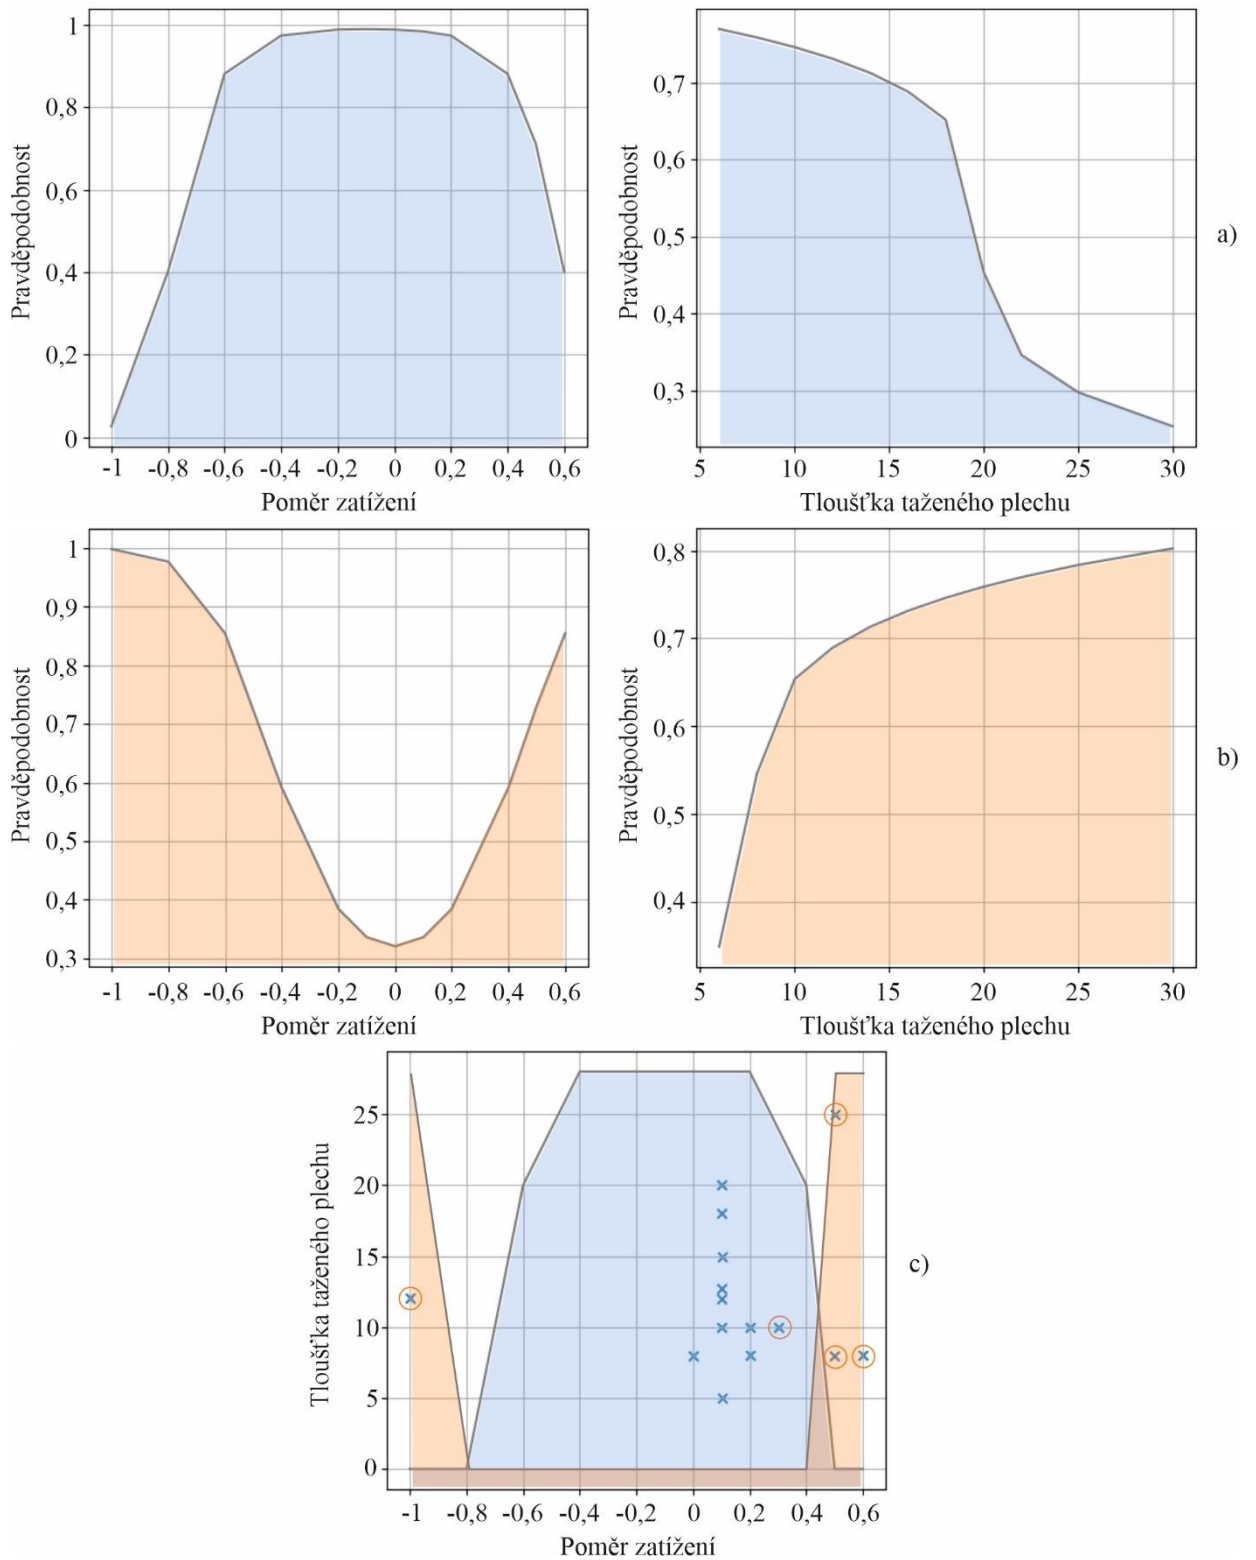 1
0,8
0,6
0,4
0,2
0
Pravděpodobnost
-1 -0,8 -0,6 -0,4 -0,2 0 0,2 0,4 0,6
Poměr zatížení
0,7
0,6
0,5
0,4
0,3
Pravděpodobnost
5 10 15 20 25 30
Tloušťka taženého plechu
a)
1
0,9
0,8
0,7
0,6
0,5
0,4
0,3
Pravděpodobnost
-1 -0,8 -0,6 -0,4 -0,2 0 0,2 0,4 0,6
Poměr zatížení
0,8
0,7
0,6
0,5
0,4
Pravděpodobnost
5 10 15 20 25 30
Tloušťka taženého plechu
b)
25
20
15
10
5
0
Tloušťka taženého plechu
-1 -0,8 -0,6 -0,4 -0,2 0 0,2 0,4 0,6
Poměr zatížení
c)